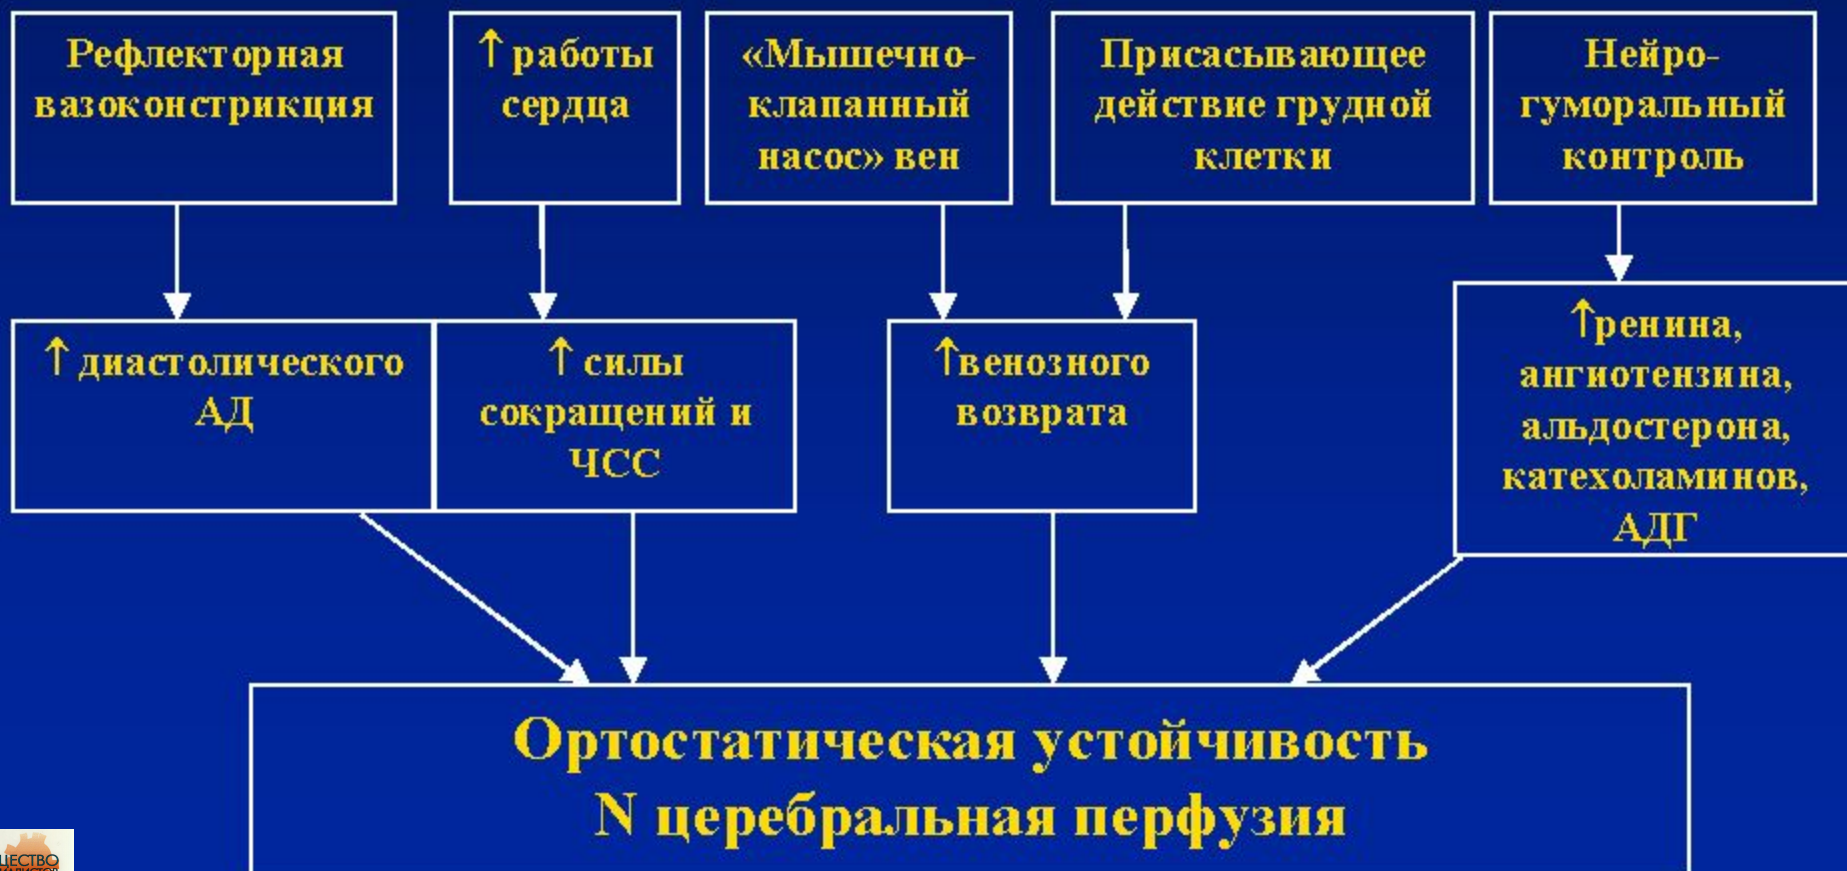 Рефлекторная
вазоконстрикция
↑ работы
сердца
«Мышечно-
клапанный
насос» вен
Присасывающее
действие грудной
клетки
Нейро-
гуморальный
контроль
↑ диастолического
АД
↑ силы
сокращений и
ЧСС
↑венозного
возврата
↑ренина,
ангиотензина,
альдостерона,
катехоламинов,
АДГ
Ортостатическая устойчивость
N церебральная перфузия